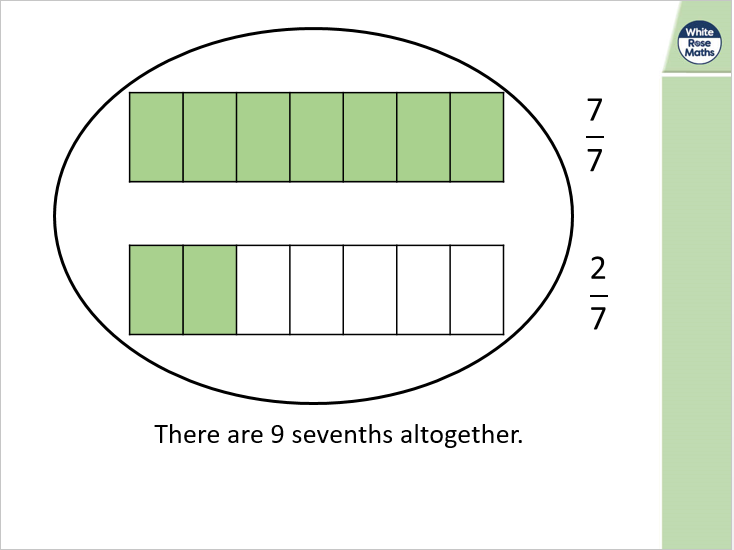 White
Rose
Maths
7
7
2
7
There are 9 sevenths altogether.